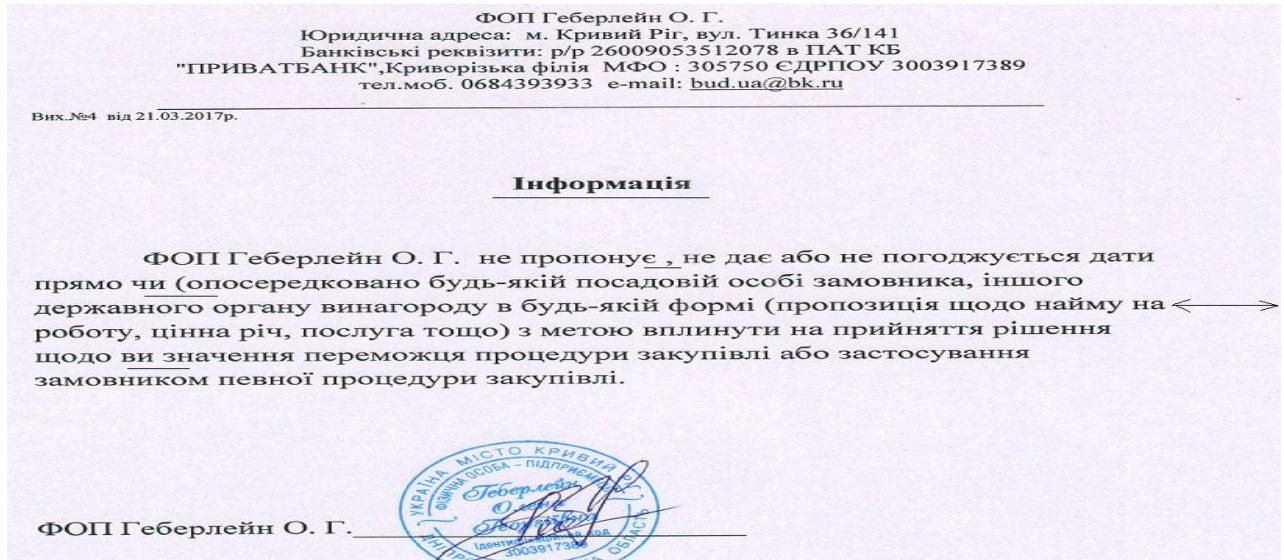 ФОП Геберлейн О. Г.
Юридична адреса: м. Кривий Ріг, вул. Тинка 36/141
Банківські реквізити: р/р 26009053512078 в ПАТ КБ
"ПРИВАТБАНК",Криворізька філія МФО : 305750 ЄДРПОУ 3003917389
тел.моб. 0684393933 e-mail: bud.ua@bk.ru
Вих.№4 від 21.03.2017р.
Інформація
ФОП Геберлейн О. Г. не пропонує , не дає або не погоджується дати
прямо чи (опосередковано будь-якій посадовій особі замовника, іншого
державного органу винагороду в будь-якій формі (пропозиція щодо найму на
роботу, цінна річ, послуга тощо) з метою вплинути на прийняття рішення
щодо ви значення переможця процедури закупівлі або застосування
замовником певної процедури закупівлі.
ФОП Геберлейн О. Г.
УКРАЇНА МІСТО КРИВИЙ
ФІЗИЧНА ОСОБА – ПІДПРИЄМЕЦЬ
Геберлейн
Олена
Ідентифікаційний код
3003917389
ОБЛАСТЬ